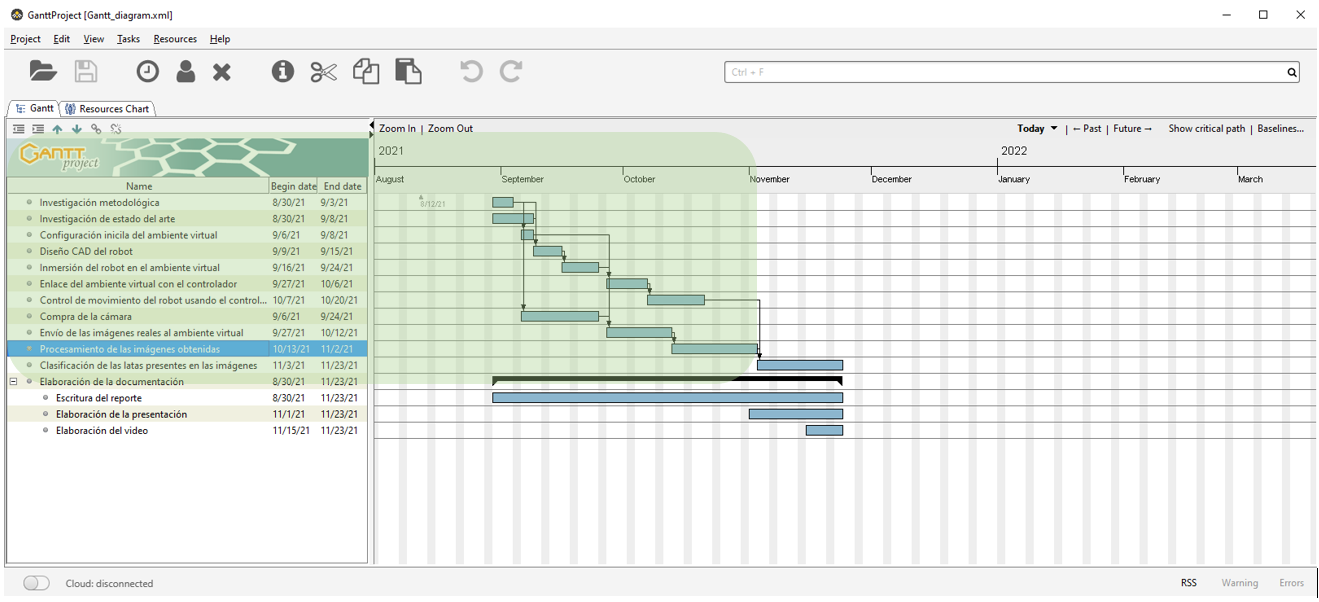 GanttProject [Gantt_diagram.xml]
Project Edit View Tasks Resources Help
Ctrl + F
Gantt Resources Chart
Zoom In | Zoom Out Today | ←Past | Future→ Show critical path | Baselines...
GANTT project
2021 2022
August September October November December January February March
Name Begin date End date
8/12/21
Investigación metodológica 8/30/21 9/3/21
Investigación de estado del arte 8/30/21 9/8/21
Configuración inicila del ambiente virtual 9/6/21 9/8/21
Diseño CAD del robot 9/9/21 9/15/21
Inmersión del robot en el ambiente virtual 9/16/21 9/24/21
Enlace del ambiente virtual con el controlador 9/27/21 10/6/21
Control de movimiento del robot usando el control... 10/7/21 10/20/21
Compra de la cámara 9/6/21 9/24/21
Envío de las imágenes reales al ambiente virtual 9/27/21 10/12/21
Procesamiento de las imágenes obtenidas 10/13/21 11/2/21
Clasificación de las latas presentes en las imágenes 11/3/21 11/23/21
Elaboración de la documentación 8/30/21 11/23/21
Escritura del reporte 8/30/21 11/23/21
Elaboración de la presentación 11/1/21 11/23/21
Elaboración del video 11/15/21 11/23/21
Cloud: disconnected RSS Warning Errors